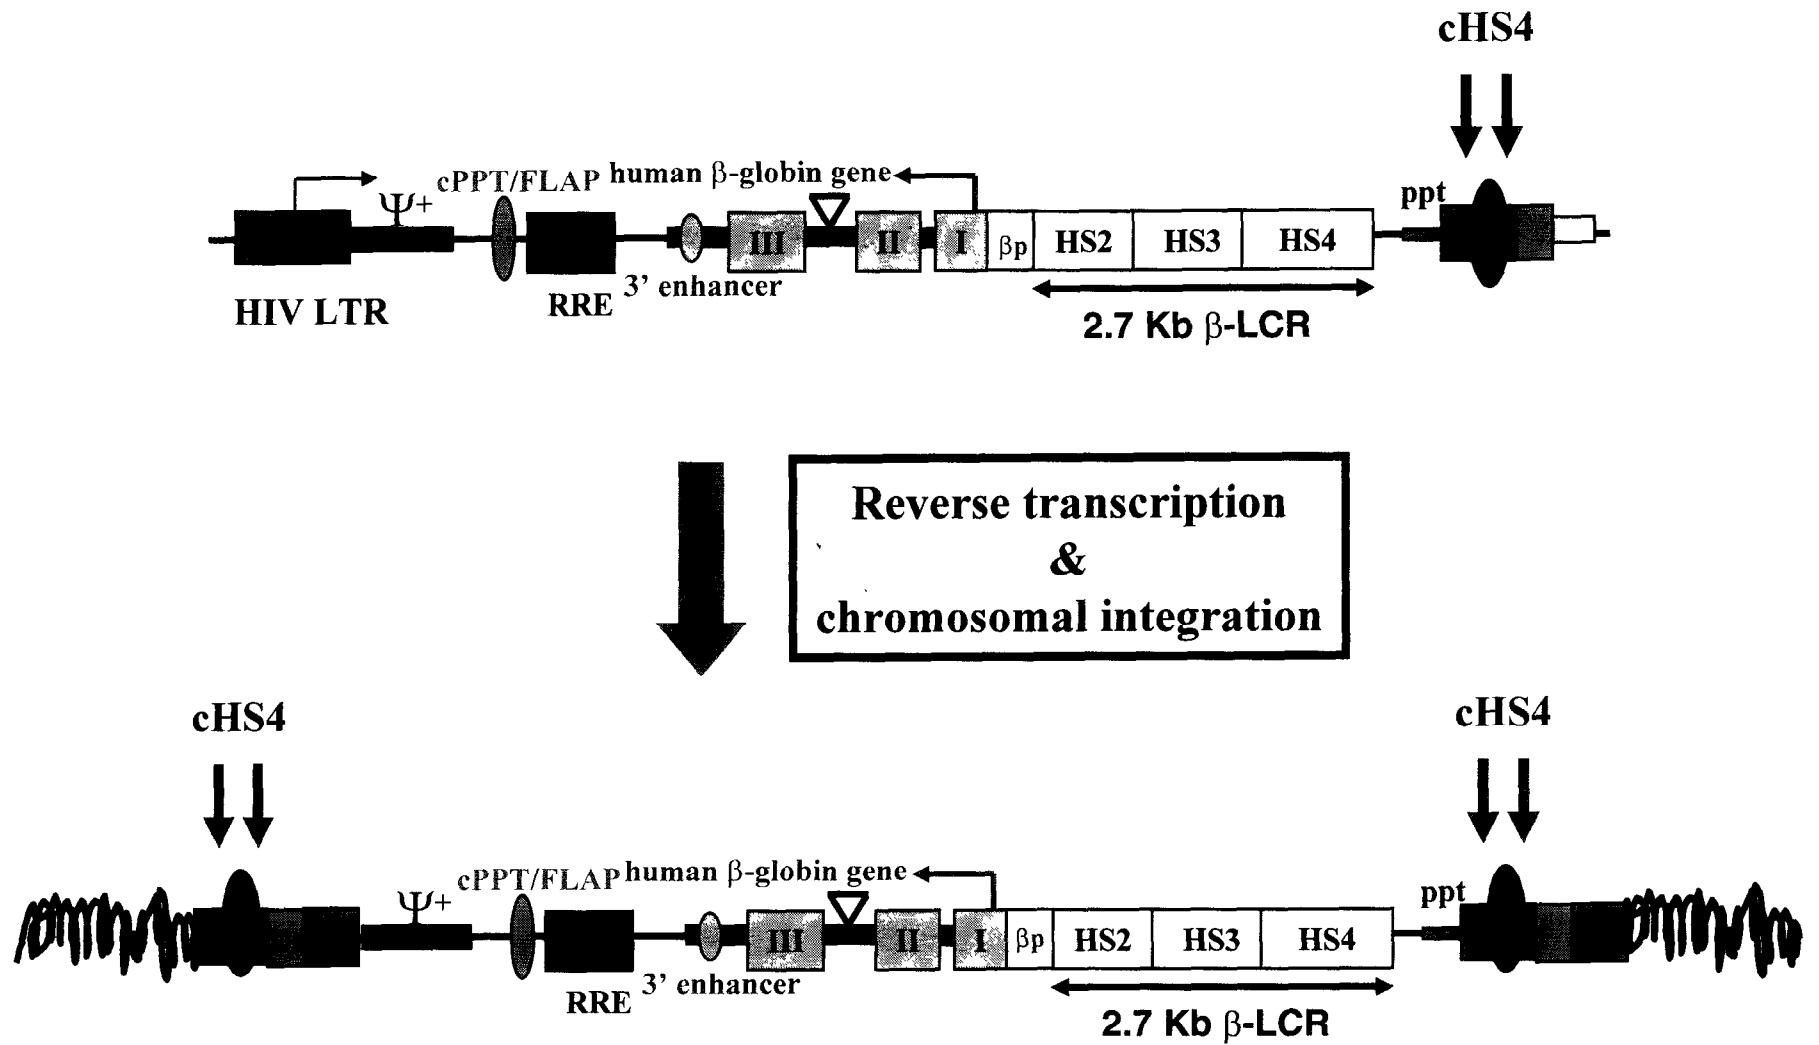 cHS4
cPPT/FLAP human β-globin gene
Ψ+
ppt
III
II
I
βp
HS2
HS3
HS4
HIV LTR
RRE
3’ enhancer
2.7 Kb β-LCR
Reverse transcription
&
chromosomal integration
cHS4
cHS4
cPPT/FLAP human β-globin gene
Ψ+
ppt
III
II
I
βp
HS2
HS3
HS4
RRE
3’ enhancer
2.7 Kb β-LCR